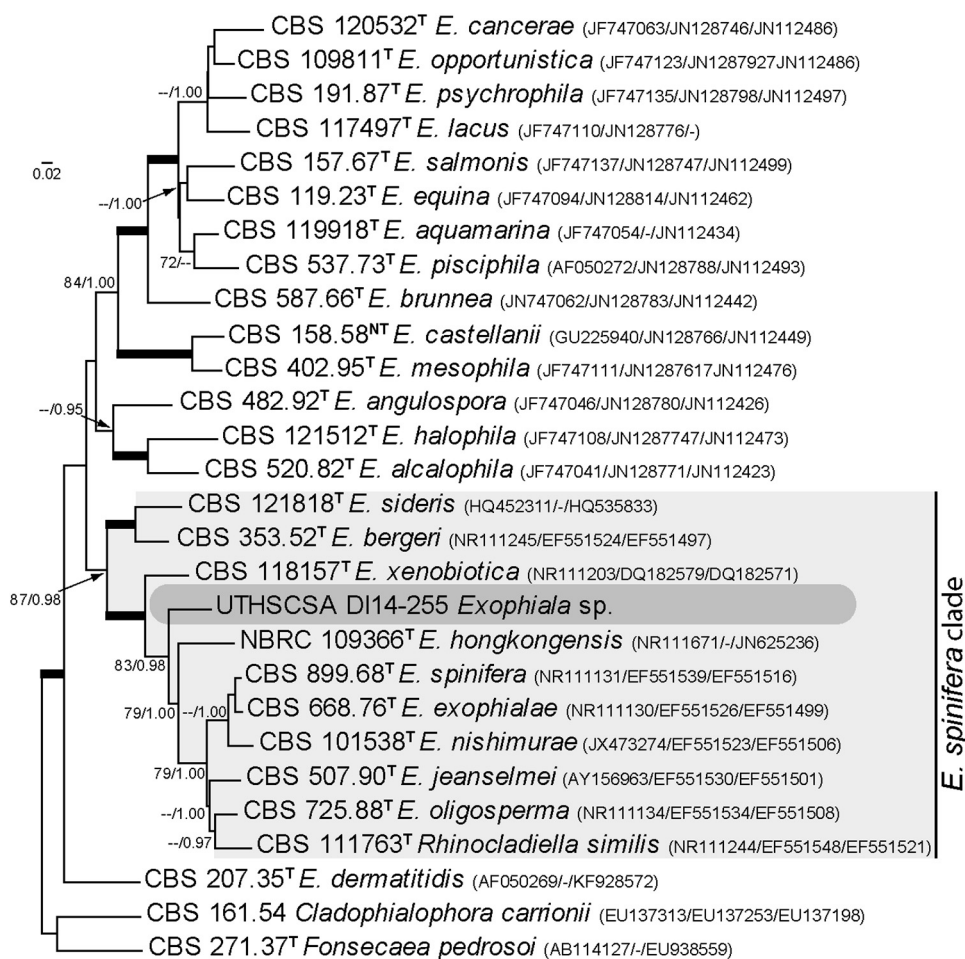 CBS 120532ᵀ E. cancerae (JF747063/JN128746/JN112486)
CBS 109811ᵀ E. opportunistica (JF747123/JN1287927JN112486)
--/1.00
CBS 191.87ᵀ E. psychrophila (JF747135/JN128798/JN112497)
CBS 117497ᵀ E. lacus (JF747110/JN128776/-)
0.02
CBS 157.67ᵀ E. salmonis (JF747137/JN128747/JN112499)
--/1.00
CBS 119.23ᵀ E. equina (JF747094/JN128814/JN112462)
CBS 119918ᵀ E. aquamarina (JF747054/-/JN112434)
72/--
CBS 537.73ᵀ E. pisciphila (AF050272/JN128788/JN112493)
84/1.00
CBS 587.66ᵀ E. brunnea (JN747062/JN128783/JN112442)
CBS 158.58ᴺᵀ E. castellanii (GU225940/JN128766/JN112449)
CBS 402.95ᵀ E. mesophila (JF747111/JN1287617JN112476)
--/0.95
CBS 482.92ᵀ E. angulospora (JF747046/JN128780/JN112426)
CBS 121512ᵀ E. halophila (JF747108/JN1287747/JN112473)
CBS 520.82ᵀ E. alcalophila (JF747041/JN128771/JN112423)
CBS 121818ᵀ E. sideris (HQ452311/-/HQ535833)
CBS 353.52ᵀ E. bergeri (NR111245/EF551524/EF551497)
CBS 118157ᵀ E. xenobiotica (NR111203/DQ182579/DQ182571)
87/0.98
UTHSCSA DI14-255 Exophiala sp.
NBRC 109366ᵀ E. hongkongensis (NR111671/-/JN625236)
83/0.98
CBS 899.68ᵀ E. spinifera (NR111131/EF551539/EF551516)
79/1.00
--/1.00
CBS 668.76ᵀ E. exophialae (NR111130/EF551526/EF551499)
CBS 101538ᵀ E. nishimurae (JX473274/EF551523/EF551506)
79/1.00
CBS 507.90ᵀ E. jeanselmei (AY156963/EF551530/EF551501)
--/1.00
CBS 725.88ᵀ E. oligosperma (NR111134/EF551534/EF551508)
--/0.97
CBS 111763ᵀ Rhinocladiella similis (NR111244/EF551548/EF551521)
E. spinifera clade
CBS 207.35ᵀ E. dermatitidis (AF050269/-/KF928572)
CBS 161.54 Cladophialophora carrionii (EU137313/EU137253/EU137198)
CBS 271.37ᵀ Fonsecaea pedrosoi (AB114127/-/EU938559)